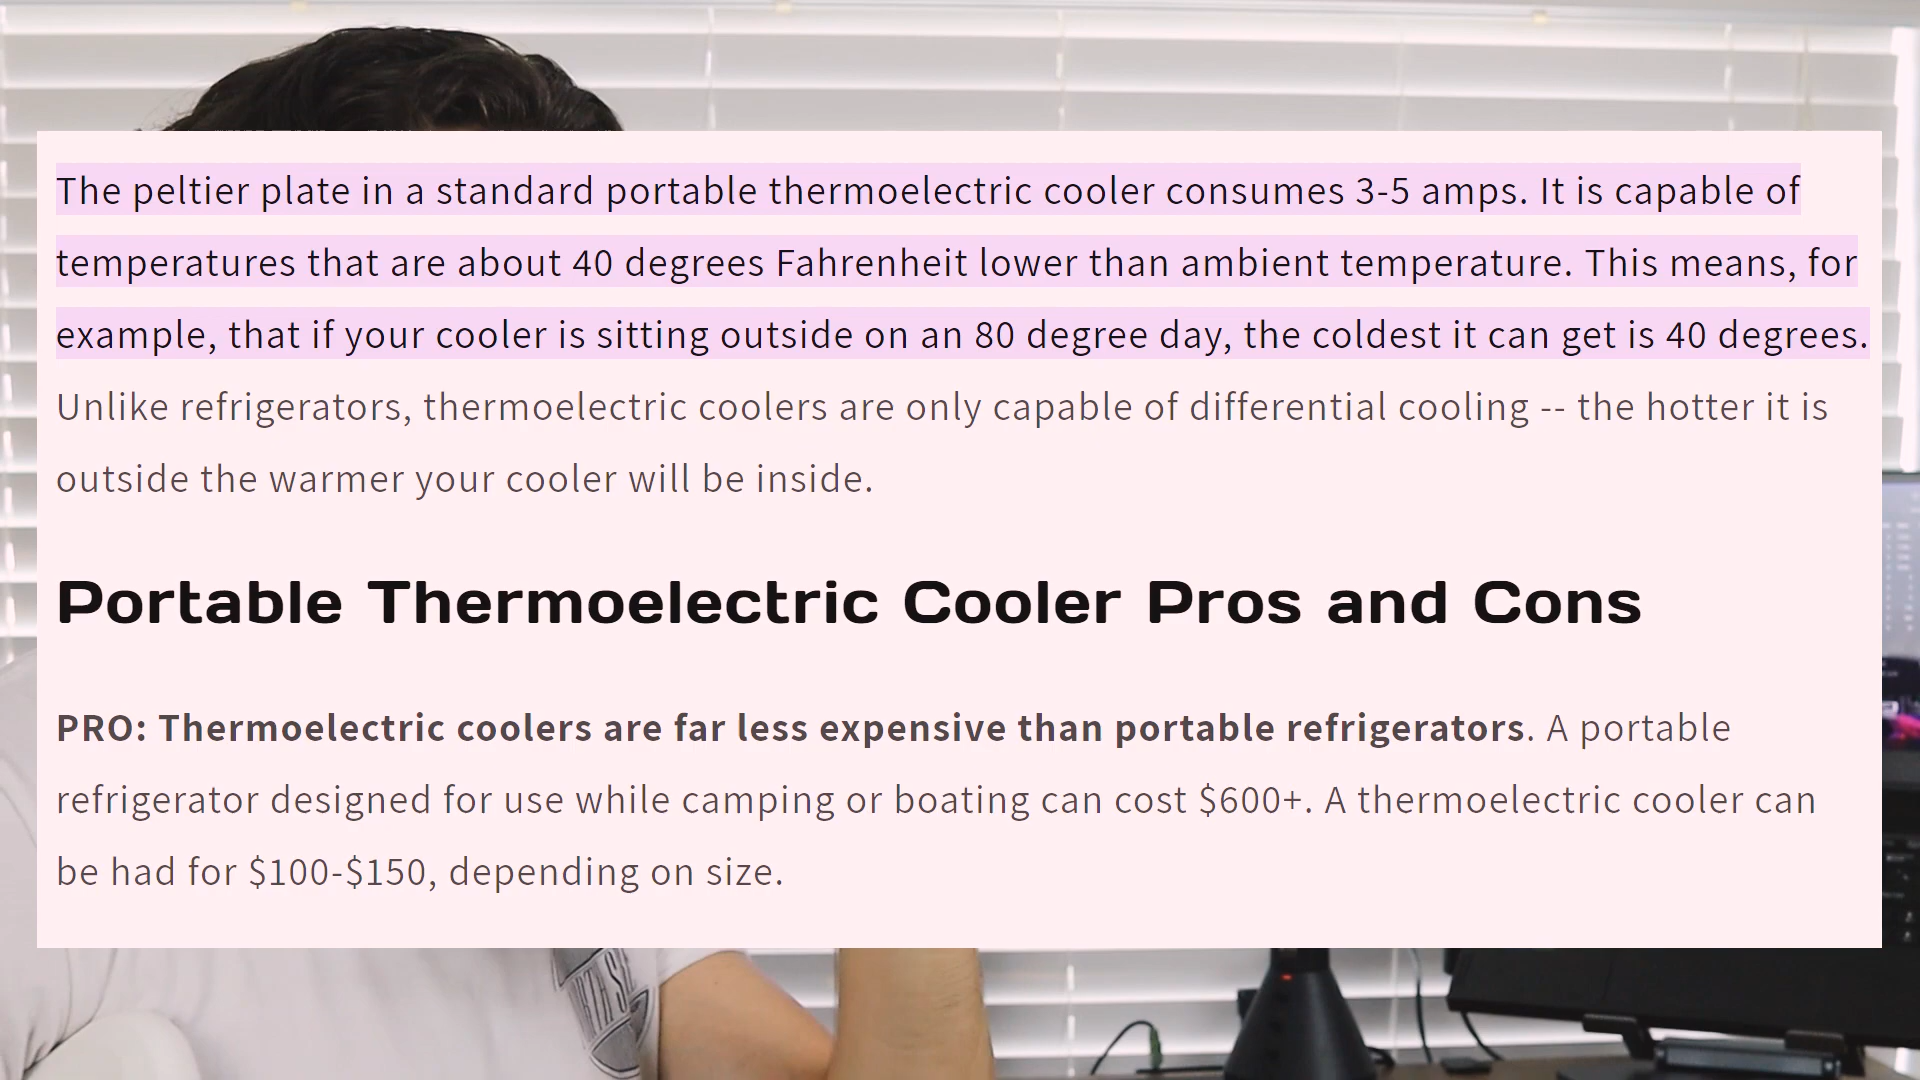 The peltier plate in a standard portable thermoelectric cooler consumes 3-5 amps. It is capable of
temperatures that are about 40 degrees Fahrenheit lower than ambient temperature. This means, for
example, that if your cooler is sitting outside on an 80 degree day, the coldest it can get is 40 degrees.
Unlike refrigerators, thermoelectric coolers are only capable of differential cooling -- the hotter it is
outside the warmer your cooler will be inside.
Portable Thermoelectric Cooler Pros and Cons
PRO: Thermoelectric coolers are far less expensive than portable refrigerators. A portable
refrigerator designed for use while camping or boating can cost $600+. A thermoelectric cooler can
be had for $100-$150, depending on size.